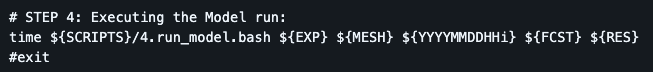 # STEP 4: Executing the Model run:
time ${SCRIPTS}/4.run_model.bash ${EXP} ${MESH} ${YYYYMMDDHHi} ${FCST} ${RES}
#exit